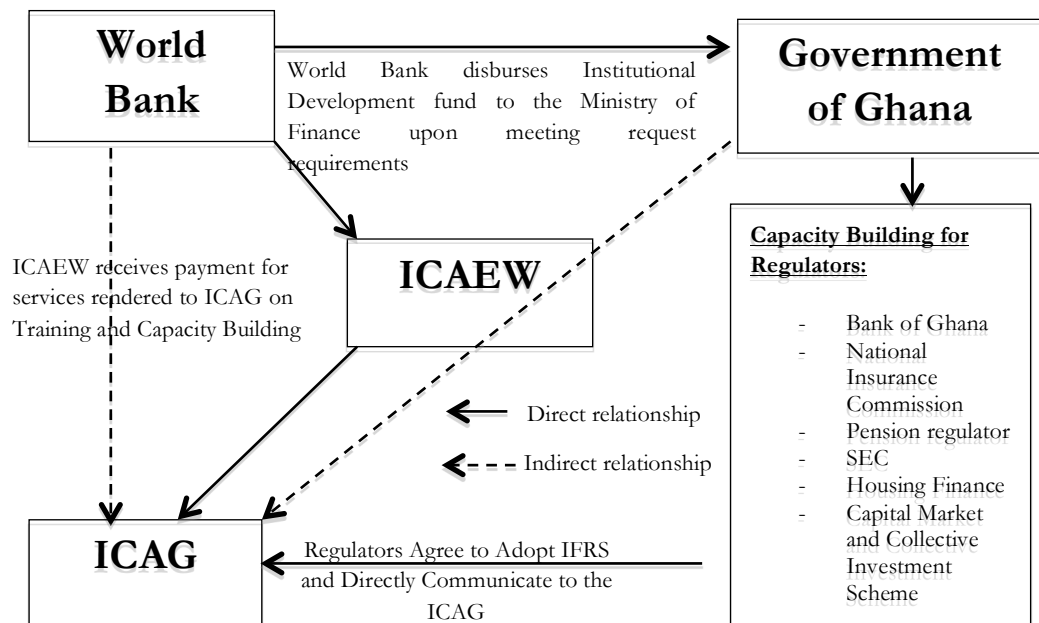 World
Bank
World Bank disburses Institutional
Development fund to the Ministry of
Finance upon meeting request
requirements
Government
of Ghana
ICAEW receives payment for
services rendered to ICAG on
Training and Capacity Building
ICAEW
Capacity Building for
Regulators:
- Bank of Ghana
- National
Insurance
Commission
- Pension regulator
- SEC
- Housing Finance
- Capital Market
and Collective
Investment
Scheme
Direct relationship
Indirect relationship
ICAG
Regulators Agree to Adopt IFRS
and Directly Communicate to the
ICAG